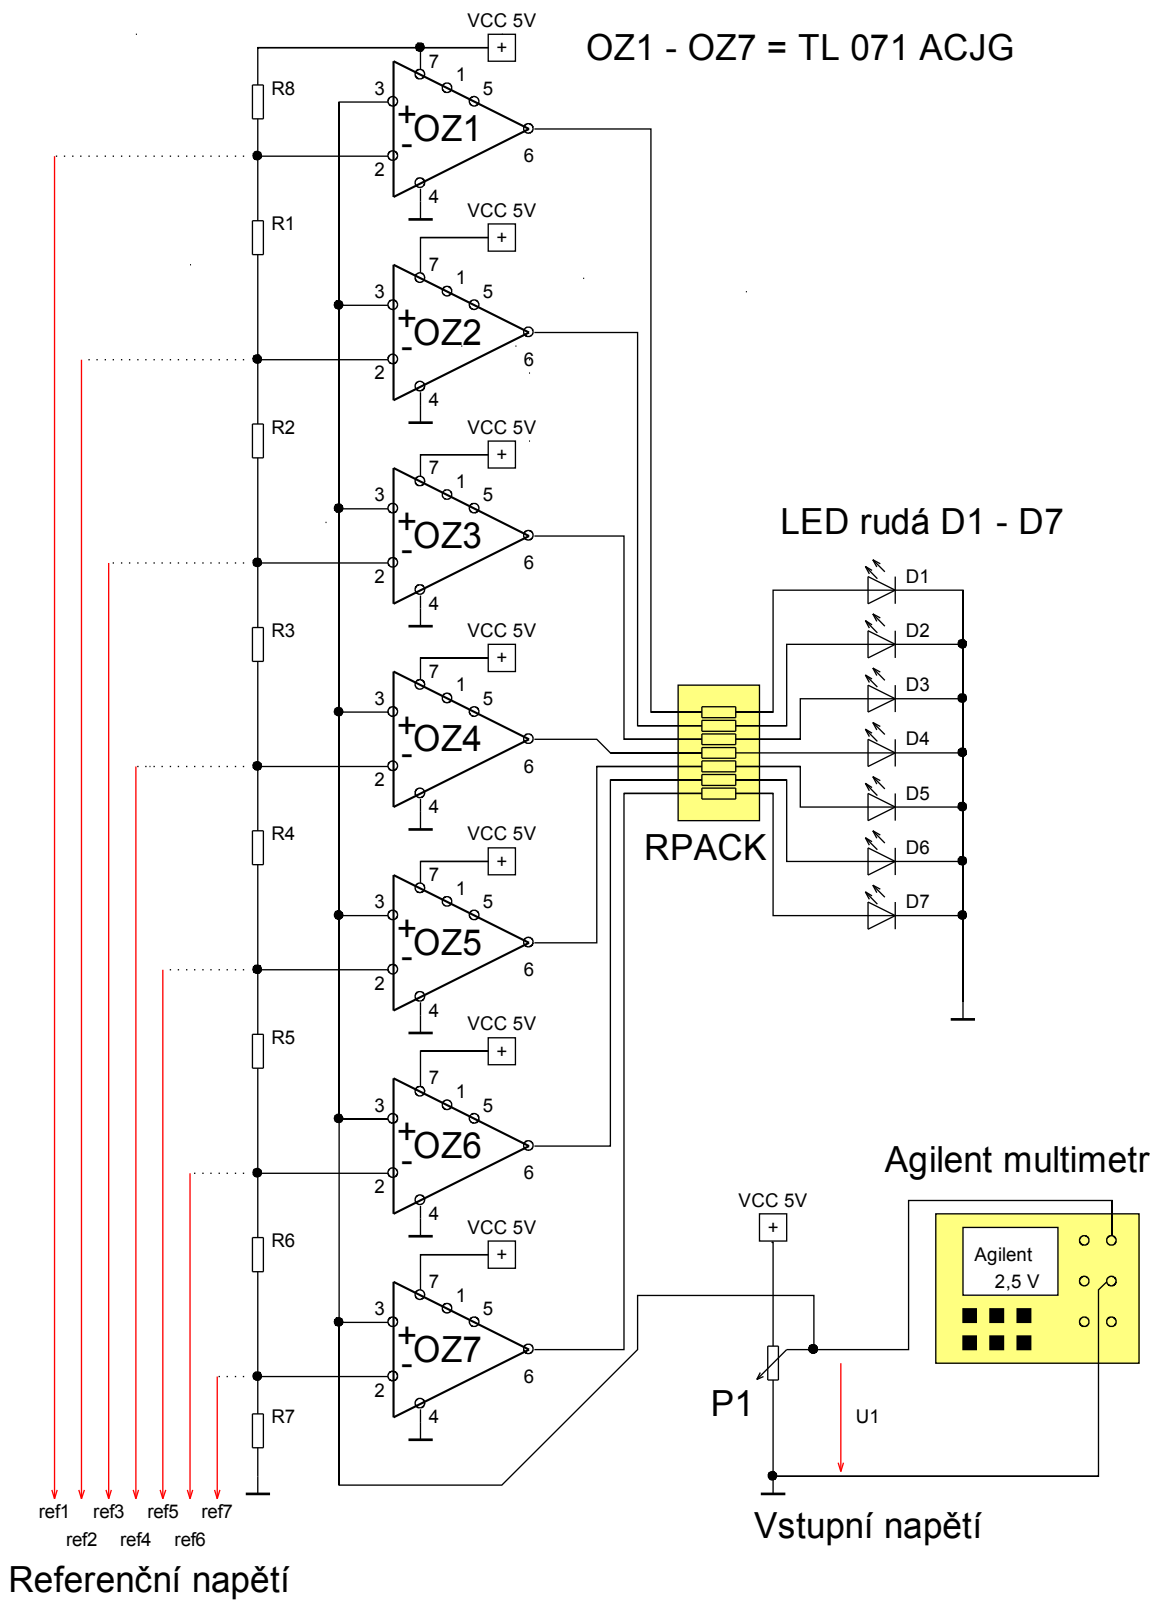 VCC 5V
+
OZ1 - OZ7 = TL 071 ACJG
R8
3
7
1
5
+
OZ1
-
2
6
4
R1
VCC 5V
+
3
7
1
5
+
OZ2
-
2
6
4
R2
VCC 5V
+
3
7
1
5
+
OZ3
-
2
6
4
R3
VCC 5V
+
3
7
1
5
+
OZ4
-
2
6
4
R4
VCC 5V
+
3
7
1
5
+
OZ5
-
2
6
4
R5
VCC 5V
+
3
7
1
5
+
OZ6
-
2
6
4
R6
VCC 5V
+
3
7
1
5
+
OZ7
-
2
6
4
R7
LED rudá D1 - D7
D1
D2
D3
D4
D5
D6
D7
RPACK
Agilent multimetr
VCC 5V
+
Agilent
2,5 V
P1
U1
Vstupní napětí
ref1 ref3 ref5 ref7
ref2 ref4 ref6
Referenční napětí